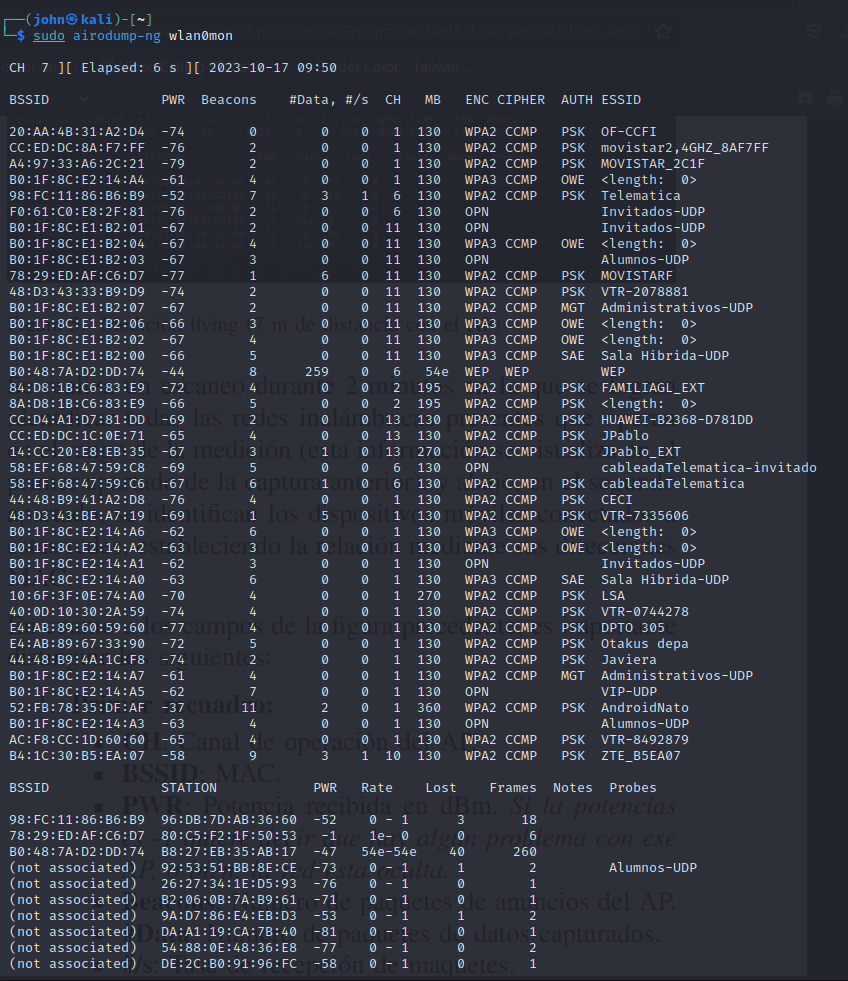 ┌──(john㉿kali)-[~]
└─$ sudo airodump-ng wlan0mon
CH 7 ][ Elapsed: 6 s ][ 2023-10-17 09:50
BSSID PWR Beacons #Data, #/s CH MB ENC CIPHER AUTH ESSID
20:AA:4B:31:A2:D4 -74 0 0 0 1 130 WPA2 CCMP PSK OF-CCFI
CC:ED:DC:8A:F7:FF -76 2 0 0 1 130 WPA2 CCMP PSK movistar2,4GHZ_8AF7FF
A4:97:33:A6:2C:21 -79 2 0 0 1 130 WPA2 CCMP PSK MOVISTAR_2C1F
B0:1F:8C:E2:14:A4 -61 4 0 0 1 130 WPA3 CCMP OWE <length: 0>
98:FC:11:86:B6:B9 -52 7 3 1 6 130 WPA2 CCMP PSK Telematica
F0:61:C0:E8:2F:81 -76 2 0 0 6 130 OPN Invitados-UDP
B0:1F:8C:E1:B2:01 -67 2 0 0 11 130 OPN Invitados-UDP
B0:1F:8C:E1:B2:04 -67 4 0 0 11 130 WPA3 CCMP OWE <length: 0>
B0:1F:8C:E1:B2:03 -67 3 0 0 11 130 OPN Alumnos-UDP
78:29:ED:AF:C6:D7 -77 1 6 0 11 130 WPA2 CCMP PSK MOVISTARF
48:D3:43:33:B9:D9 -74 2 0 0 11 130 WPA2 CCMP PSK VTR-2078881
B0:1F:8C:E1:B2:07 -67 2 0 0 11 130 WPA2 CCMP MGT Administrativos-UDP
B0:1F:8C:E1:B2:06 -66 3 0 0 11 130 WPA3 CCMP OWE <length: 0>
B0:1F:8C:E1:B2:02 -67 4 0 0 11 130 WPA3 CCMP OWE <length: 0>
B0:1F:8C:E1:B2:00 -66 5 0 0 11 130 WPA3 CCMP SAE Sala Hibrida-UDP
B0:48:7A:D2:DD:74 -44 8 259 0 6 54e WEP WEP WEP
84:D8:1B:C6:83:E9 -72 4 0 0 2 195 WPA2 CCMP PSK FAMILIAGL_EXT
8A:D8:1B:C6:83:E9 -66 5 0 0 2 195 WPA2 CCMP PSK <length: 0>
CC:D4:A1:D7:81:DD -69 2 0 0 13 130 WPA2 CCMP PSK HUAWEI-B2368-D781DD
CC:ED:DC:1C:0E:71 -65 4 0 0 13 130 WPA2 CCMP PSK JPablo
14:CC:20:E8:EB:35 -67 2 1 0 13 270 WPA2 CCMP PSK JPablo_EXT
58:EF:68:47:59:C8 -69 5 0 0 6 130 OPN cableadaTelematica-invitado
58:EF:68:47:59:C6 -67 4 1 0 6 130 WPA2 CCMP PSK cableadaTelematica
44:48:B9:41:A2:D8 -76 4 0 0 1 130 WPA2 CCMP PSK CECI
48:D3:43:BE:A7:19 -69 1 5 0 1 130 WPA2 CCMP PSK VTR-7335606
B0:1F:8C:E2:14:A6 -62 6 0 0 1 130 WPA3 CCMP OWE <length: 0>
B0:1F:8C:E2:14:A2 -63 4 0 0 1 130 WPA3 CCMP OWE <length: 0>
B0:1F:8C:E2:14:A1 -62 3 0 0 1 130 OPN Invitados-UDP
B0:1F:8C:E2:14:A0 -63 6 0 0 1 130 WPA3 CCMP SAE Sala Hibrida-UDP
10:6F:3F:0E:74:A0 -70 4 0 0 1 270 WPA2 CCMP PSK LSA
40:0D:10:30:2A:59 -74 4 0 0 1 130 WPA2 CCMP PSK VTR-0744278
E4:AB:89:60:59:60 -77 4 0 0 1 130 WPA2 CCMP PSK DPTO 305
E4:AB:89:67:33:90 -72 5 0 0 1 130 WPA2 CCMP PSK Otakus depa
44:48:B9:4A:1C:F8 -74 2 0 0 1 130 WPA2 CCMP PSK Javiera
B0:1F:8C:E2:14:A7 -61 4 0 0 1 130 WPA2 CCMP MGT Administrativos-UDP
B0:1F:8C:E2:14:A5 -62 7 0 0 1 130 OPN VIP-UDP
52:FB:78:35:DF:AF -37 11 2 0 1 360 WPA2 CCMP PSK AndroidNato
B0:1F:8C:E2:14:A3 -63 4 0 0 1 130 OPN Alumnos-UDP
AC:F8:CC:1D:60:60 -65 4 0 0 1 130 WPA2 CCMP PSK VTR-8492879
B4:1C:30:B5:EA:07 -58 9 3 1 10 130 WPA2 CCMP PSK ZTE_B5EA07
BSSID STATION PWR Rate Lost Frames Notes Probes
98:FC:11:86:B6:B9 96:DB:7D:AB:36:60 -52 0 - 1 3 18
78:29:ED:AF:C6:D7 80:C5:F2:1F:50:53 -1 1e- 0 0 6
B0:48:7A:D2:DD:74 B8:27:EB:35:AB:17 -47 54e-54e 40 260
(not associated) 92:53:51:BB:8E:CE -73 0 - 1 1 2 Alumnos-UDP
(not associated) 26:27:34:1E:D5:93 -76 0 - 1 0 1
(not associated) B2:06:0B:7A:B9:61 -71 0 - 1 0 1
(not associated) 9A:D7:86:E4:EB:D3 -53 0 - 1 1 2
(not associated) DA:A1:19:CA:7B:40 -81 0 - 1 0 1
(not associated) 54:88:0E:48:36:E8 -77 0 - 1 0 2
(not associated) DE:2C:B0:91:96:FC -58 0 - 1 0 1